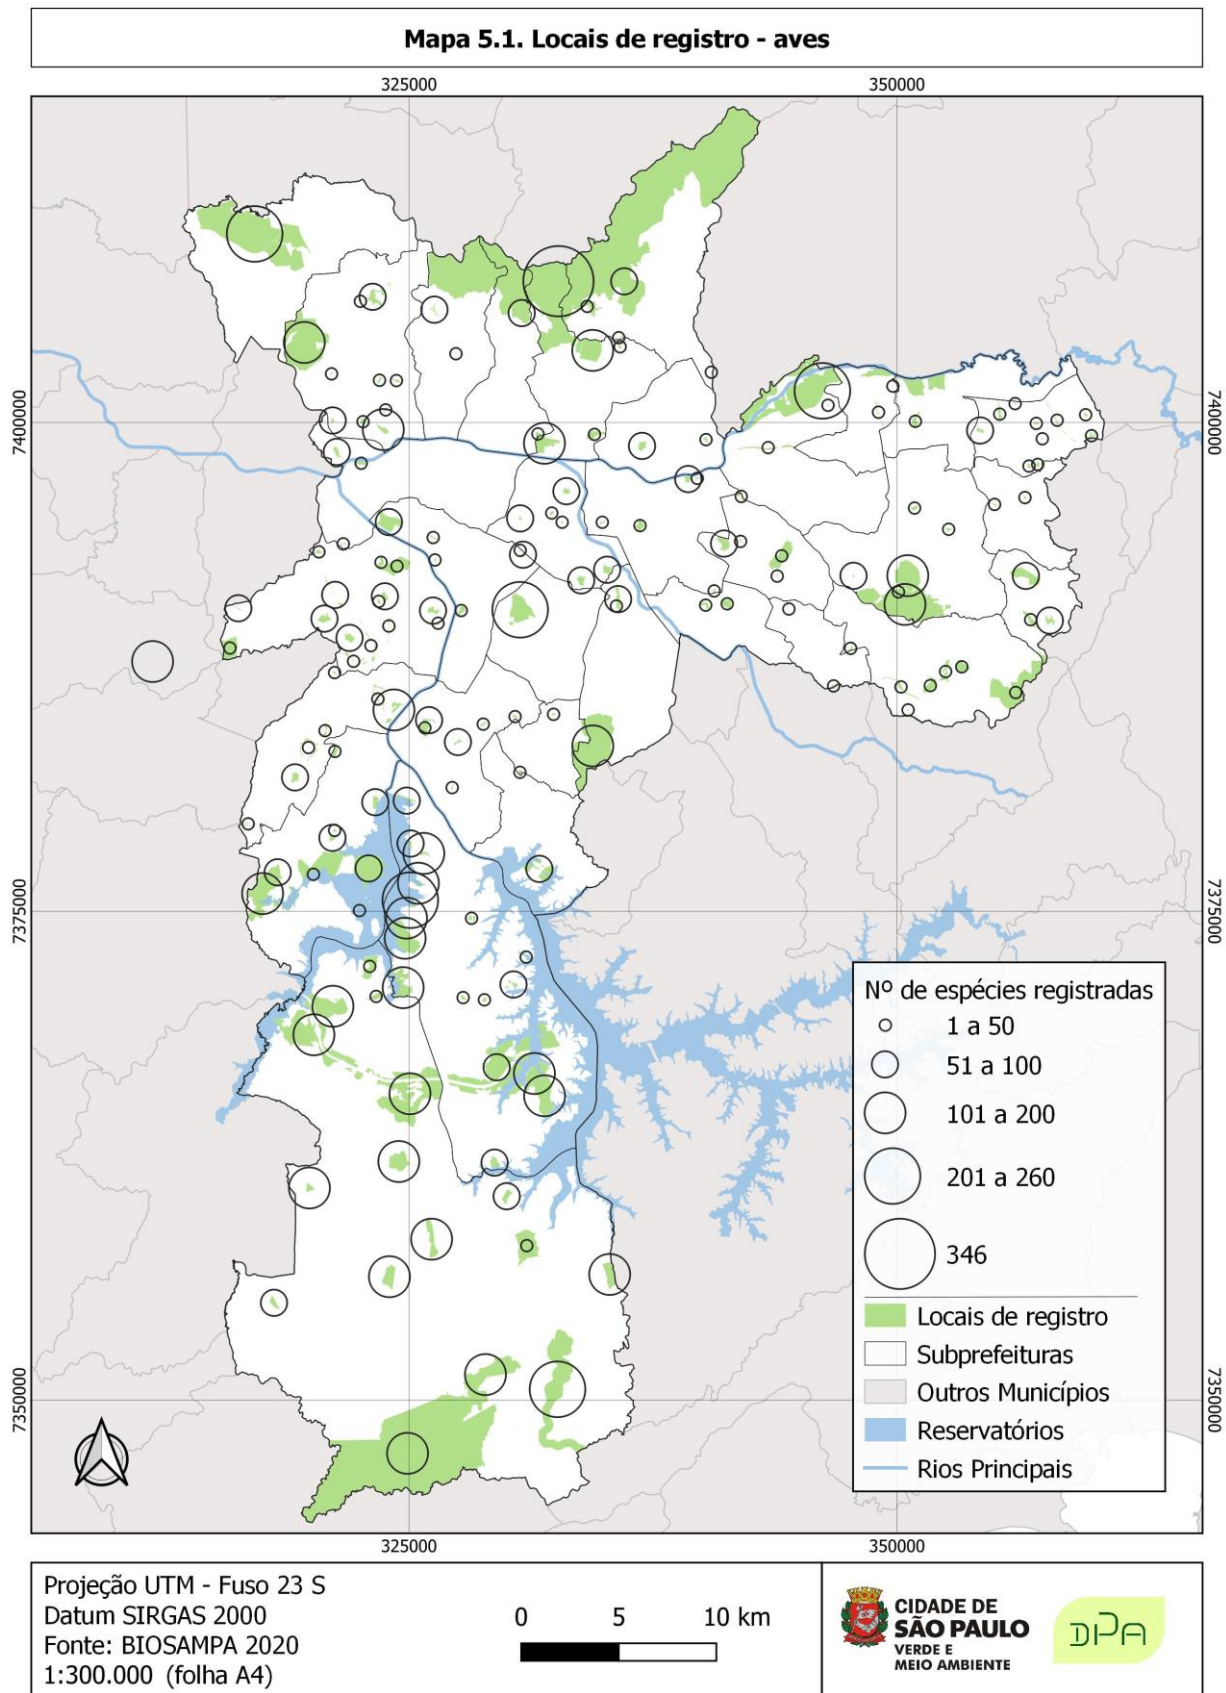 Mapa 5.1. Locais de registro - aves
325000
350000
7400000
7400000
7375000
7375000
7350000
7350000
Nº de espécies registradas
1 a 50
51 a 100
101 a 200
201 a 260
346
Locais de registro
Subprefeituras
Outros Municípios
Reservatórios
Rios Principais
325000
350000
Projeção UTM - Fuso 23 S
Datum SIRGAS 2000
Fonte: BIOSAMPA 2020
1:300.000 (folha A4)
0 5 10 km
CIDADE DE
SÃO PAULO
VERDE E
MEIO AMBIENTE
DPA